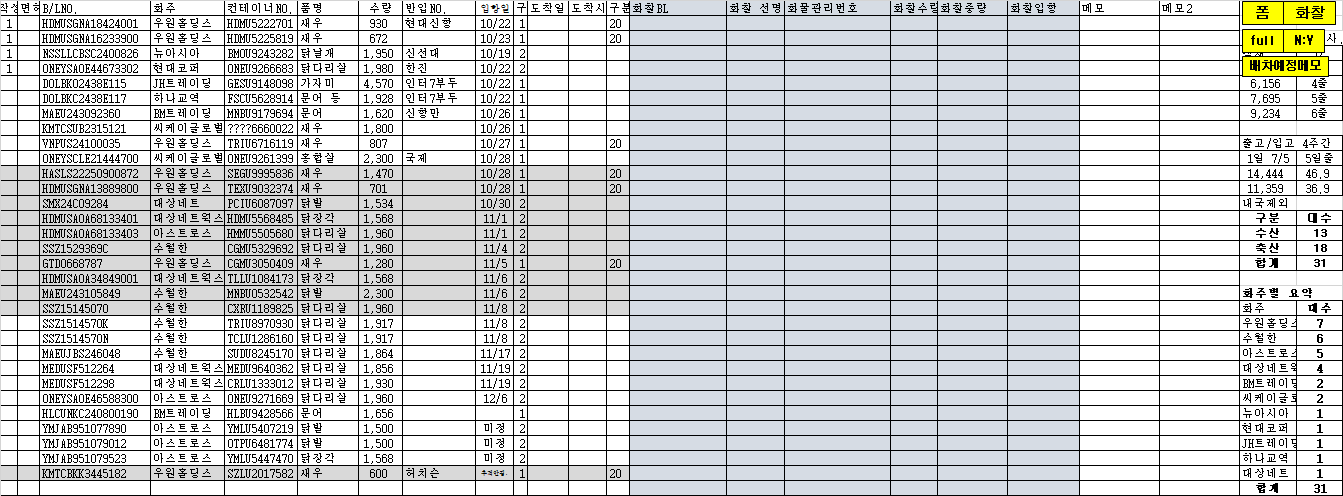 작성 면허 B/LNO. 화주 컨테이너NO. 품명 수량 반입NO. 입항일 구 도착일 도착시 구분 화찰BL 화찰 선명 화물관리번호 화찰수량 화찰중량 화찰입항 메모 메모2 폼 화찰
1 HDMUSGNA18424001 우원홀딩스 HDMU5222701 새우 930 현대신항 10/22 1 20
1 HDMUSGNA16233900 우원홀딩스 HDMU5225819 새우 672 10/23 1 20 full N:Y
1 NSSLLCBSC2400826 뉴아시아 BMOU9243282 닭날개 1,950 신선대 10/19 2
1 ONEYSAOE44673302 현대코퍼 ONEU9266683 닭다리살 1,980 한진 10/22 2 배차예정메모
DOLBKO2438E115 JH트레이딩 GESU9148098 가자미 4,570 인터7부두 10/22 2 6,156 4줄
DOLBKC2438E117 하나교역 FSCU5628914 문어 등 1,928 인터7부두 10/22 1 7,695 5줄
MAEU243092360 BM트레이딩 MNBU9179694 문어 1,620 신항만 10/26 1 9,234 6줄
KMTCSUB2315121 씨케이글로벌 ????6660022 새우 1,800 10/26 1
VNPUS24100035 우원홀딩스 TRIU6716119 새우 807 10/27 1 20 출고/입고 4주간
ONEYSCLE21444700 씨케이글로벌 ONEU9261399 홍합살 2,300 국제 10/28 1 1일 7/5 5일줄
HASLS22250900872 우원홀딩스 SEGU9995836 새우 1,470 10/28 1 20 14,444 46.9
HDMUSGNA13889800 우원홀딩스 TEXU9032374 새우 701 10/28 1 20 11,359 36.9
SMX24C09284 대상네트 PCIU6087097 닭발 1,534 10/30 2 내국제외
HDMUSAOA68133401 대상네트웍스 HDMU5568485 닭장각 1,568 11/1 2 구분 대수
HDMUSAOA68133403 아스트로스 HMMU5505680 닭다리살 1,960 11/1 2 수산 13
SSZ1529369C 수월한 CGMU5329692 닭다리살 1,960 11/4 2 축산 18
GTD0668787 우원홀딩스 CGMU3050409 새우 1,280 11/5 1 20 합계 31
HDMUSAOA34849001 대상네트웍스 TLLU1084173 닭장각 1,568 11/6 2
MAEU243105849 수월한 MNBU0532542 닭발 2,300 11/6 2 화주별 요약
SSZ15145070 수월한 CXRU1189825 닭다리살 1,960 11/8 2 화주 대수
SSZ1514570K 수월한 TRIU8970930 닭다리살 1,917 11/8 2 우원홀딩스 7
SSZ1514570N 수월한 TCLU1286160 닭다리살 1,917 11/8 2 수월한 6
MAEUJBS246048 수월한 SUDU8245170 닭다리살 1,864 11/17 2 아스트로스 5
MEDUSF512264 대상네트웍스 MEDU9640362 닭다리살 1,856 11/19 2 대상네트웍 4
MEDUSF512298 대상네트웍스 CRLU1333012 닭다리살 1,930 11/19 2 BM트레이딩 2
ONEYSAOE46588300 아스트로스 ONEU9271669 닭다리살 1,960 12/6 2 씨케이글로 2
HLCUNKC240800190 BM트레이딩 HLBU9428566 문어 1,656 1 뉴아시아 1
YMJAB951077890 아스트로스 YMLU5407219 닭발 1,500 미정 2 현대코퍼 1
YMJAB951079012 아스트로스 OTPU6481774 닭발 1,500 미정 2 JH트레이딩 1
YMJAB951079523 아스트로스 YMLU5447470 닭장각 1,568 미정 2 하나교역 1
KMTCBKK3445182 우원홀딩스 SZLU2017582 새우 600 허치슨 1 20 대상네트 1
합계 31